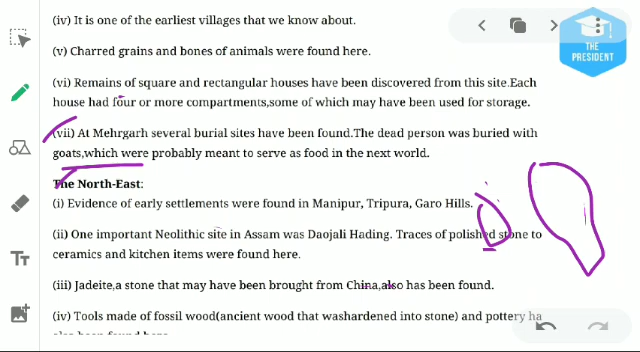 (iv) It is one of the earliest villages that we know about.
(v) Charred grains and bones of animals were found here.
(vi) Remains of square and rectangular houses have been discovered from this site.Each
house had four or more compartments,some of which may have been used for storage.
(vii) At Mehrgarh several burial sites have been found.The dead person was buried with
goats,which were probably meant to serve as food in the next world.
The North-East:
(i) Evidence of early settlements were found in Manipur, Tripura, Garo Hills.
(ii) One important Neolithic site in Assam was Daojali Hading. Traces of polished stone to
ceramics and kitchen items were found here.
(iii) Jadeite,a stone that may have been brought from China,also has been found.
(iv) Tools made of fossil wood(ancient wood that washardened into stone) and pottery ha
THE
PRESIDENT
Tт